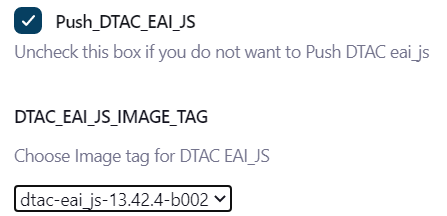 Push_DTAC_EAI_JS
Uncheck this box if you do not want to Push DTAC eai_js
DTAC_EAI_JS_IMAGE_TAG
Choose Image tag for DTAC EAI_JS
dtac-eai_js-13.42.4-b002